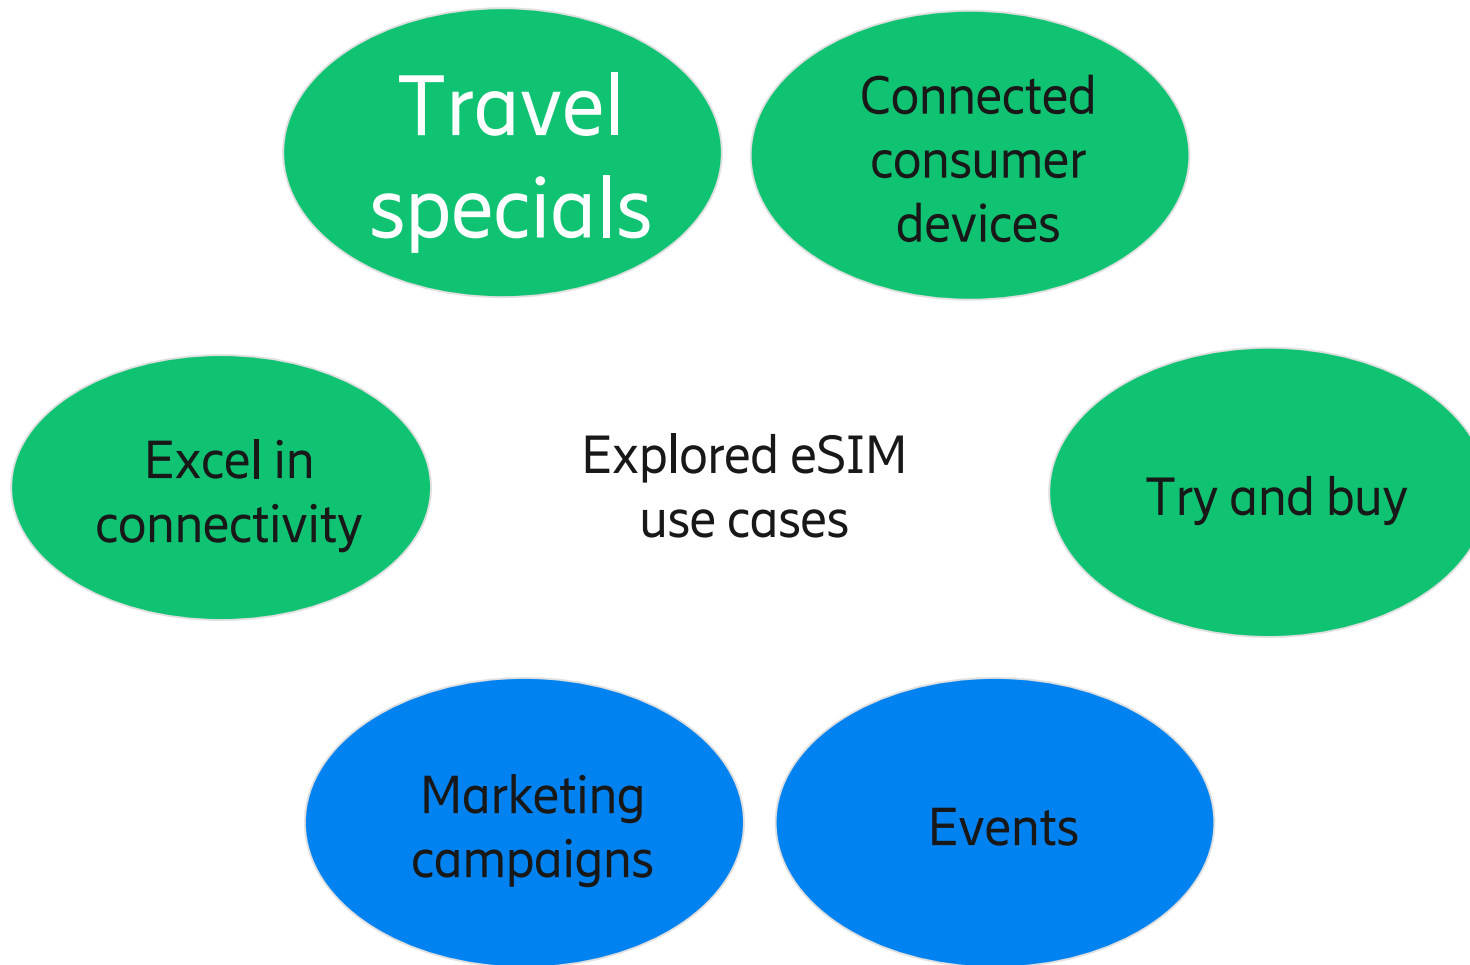 Travel
specials
Connected
consumer
devices
Excel in
connectivity
Explored eSIM
use cases
Try and buy
Marketing
campaigns
Events